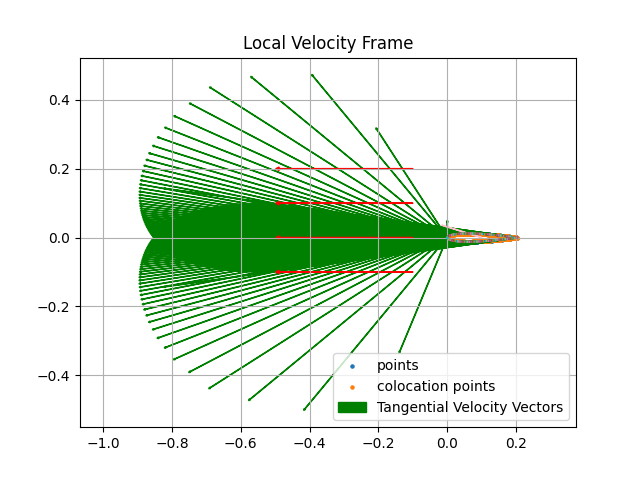 Local Velocity Frame
0.4
0.2
0.0
−0.2
−0.4
−1.0 −0.8 −0.6 −0.4 −0.2 0.0 0.2
points
colocation points
Tangential Velocity Vectors